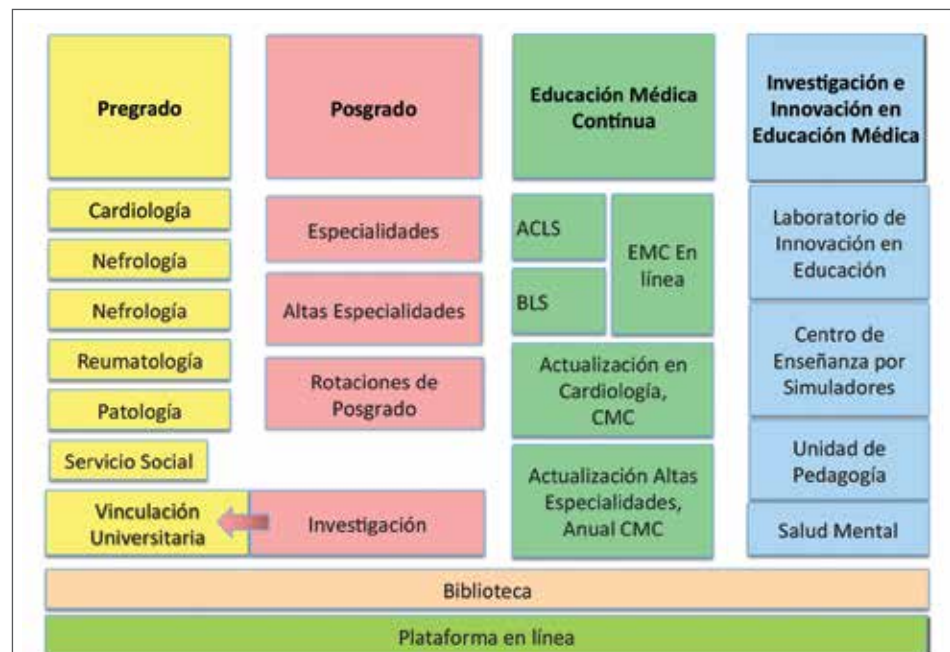 Pregrado
Cardiología
Nefrología
Nefrología
Reumatología
Patología
Servicio Social
Vinculación
Universitaria
Posgrado
Especialidades
Altas Especialidades
Rotaciones de
Posgrado
Investigación
Educación Médica
Contínua
ACLS
BLS
EMC En
línea
Actualización en
Cardiología,
CMC
Actualización Altas
Especialidades,
Anual CMC
Investigación e
Innovación en
Educación Médica
Laboratorio de
Innovación en
Educación
Centro de
Enseñanza por
Simuladores
Unidad de
Pedagogía
Salud Mental
Biblioteca
Plataforma en línea